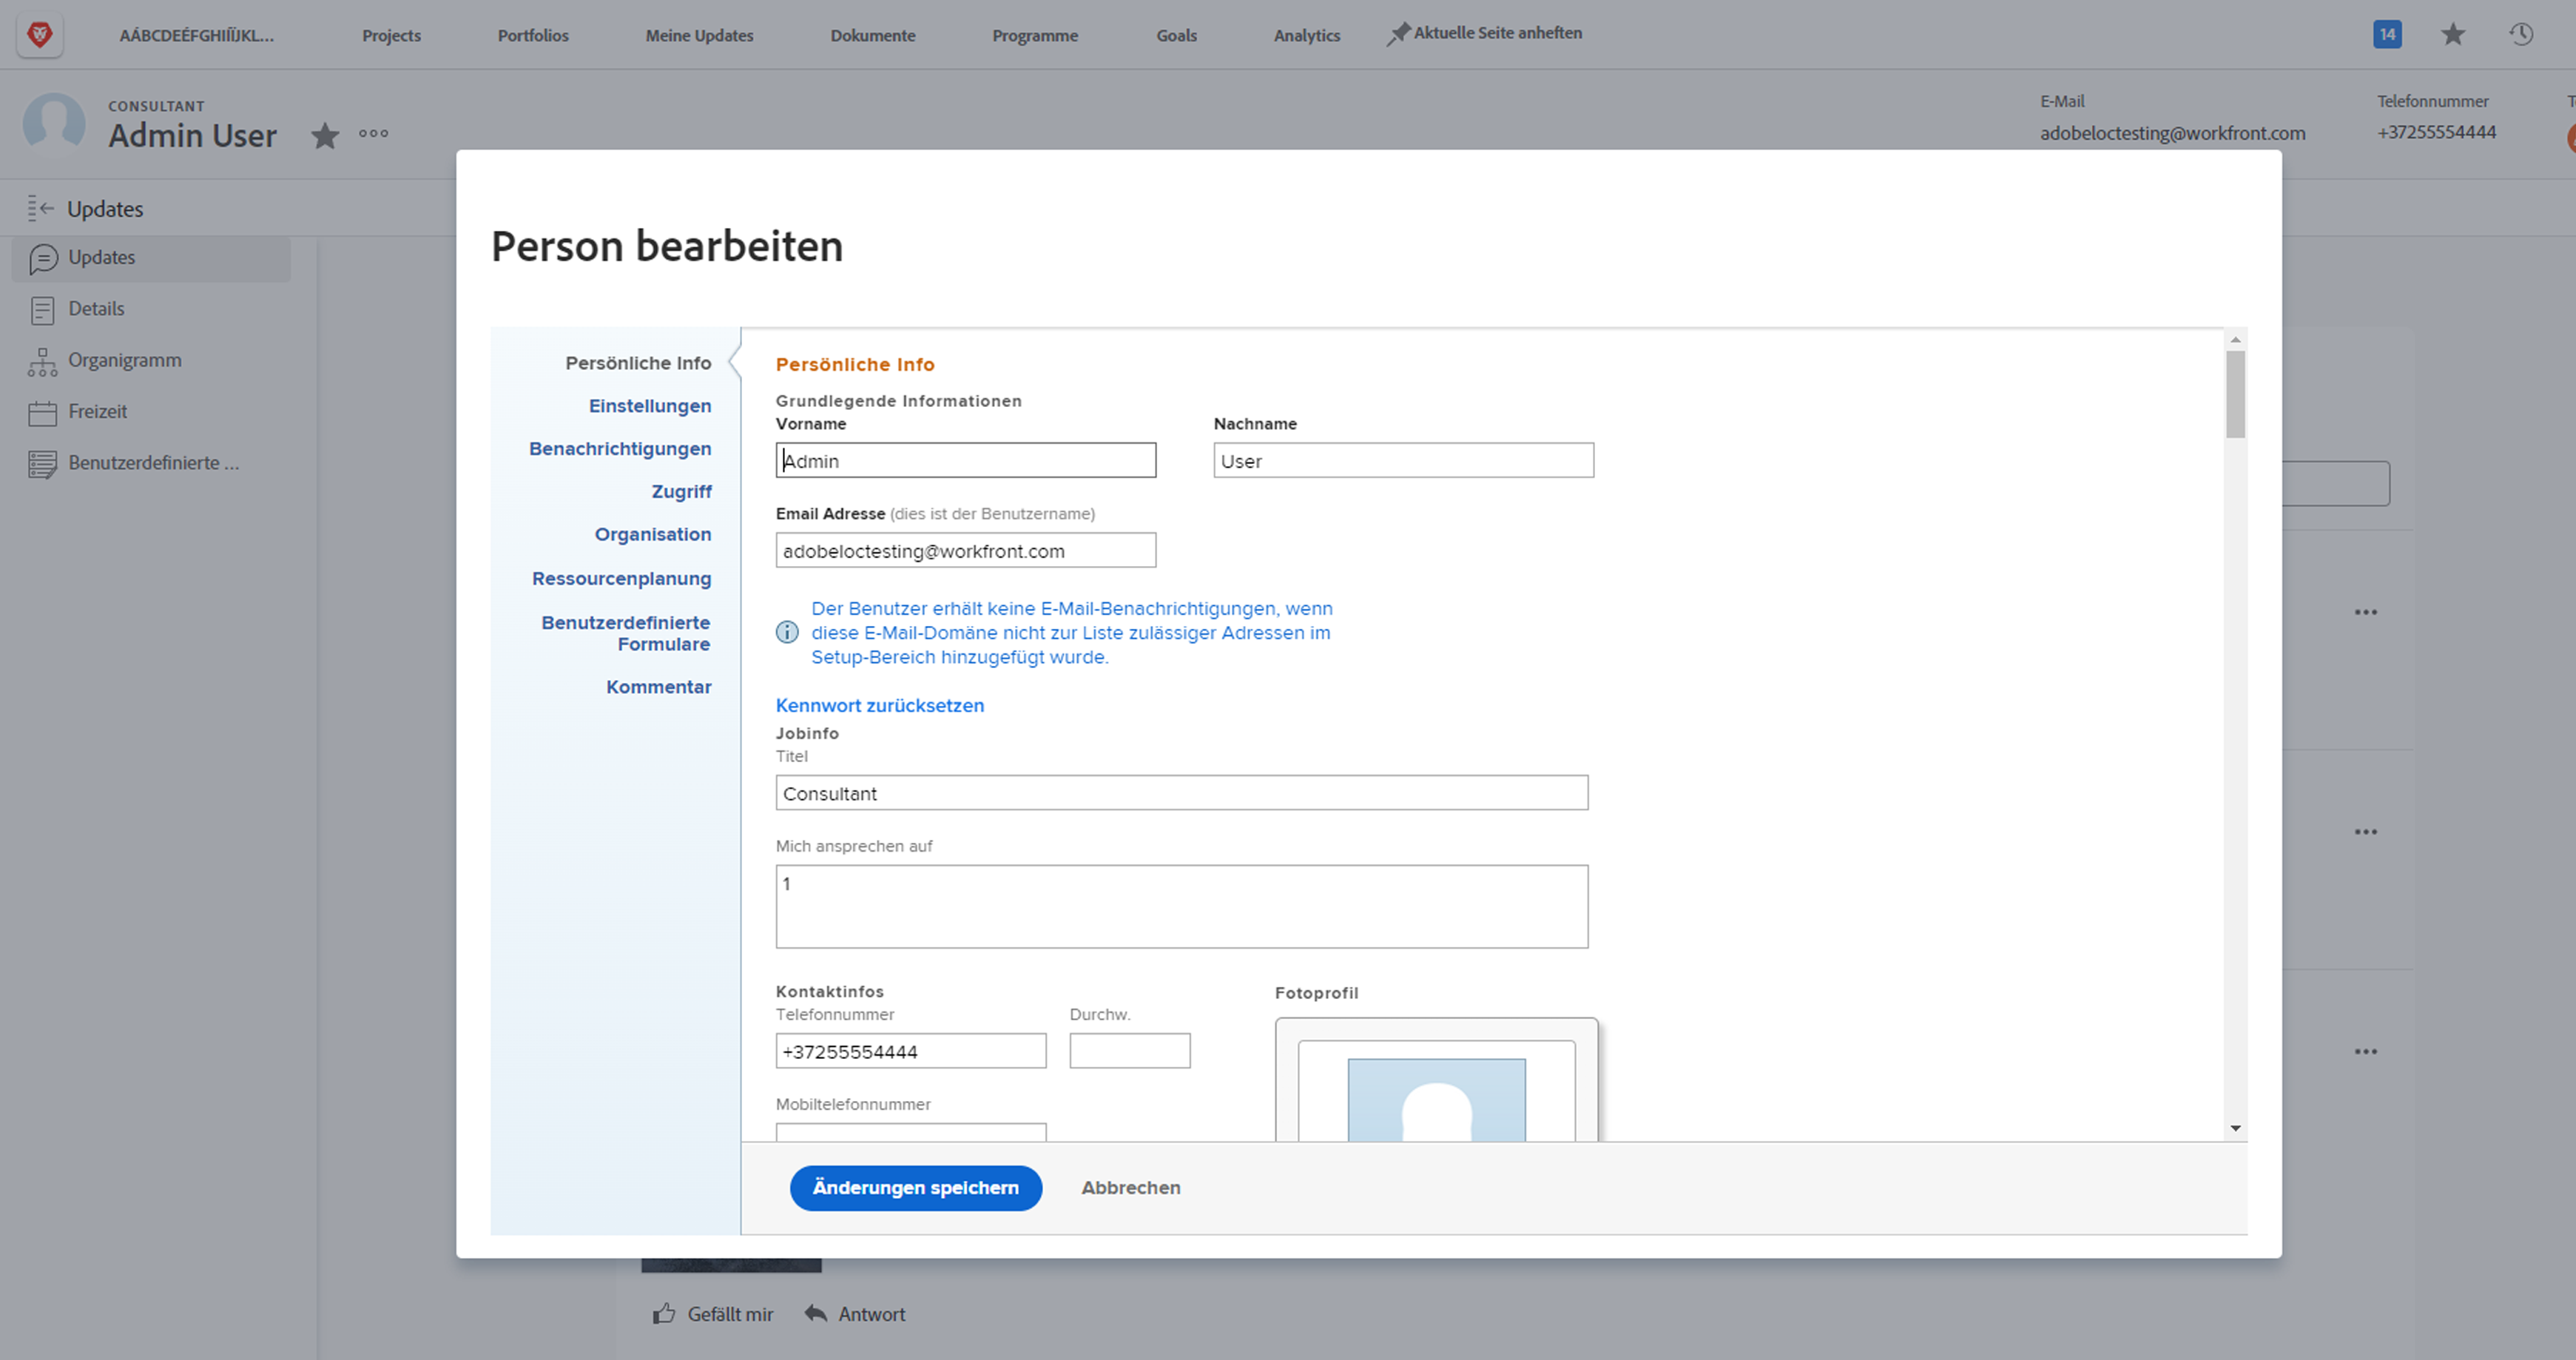 AÁBCDEÉFGHIIÍÏJKL... Projects Portfolios Meine Updates Dokumente Programme Goals Analytics Aktuelle Seite anheften 14
CONSULTANT
Admin User
E-Mail Telefonnummer
adobeloctesting@workfront.com +37255554444
Updates
Updates
Details
Organigramm
Freizeit
Benutzerdefinierte ...
Person bearbeiten
Persönliche Info
Einstellungen
Benachrichtigungen
Zugriff
Organisation
Ressourcenplanung
Benutzerdefinierte
Formulare
Kommentar
Persönliche Info
Grundlegende Informationen
Vorname Nachname
Admin User
Email Adresse (dies ist der Benutzername)
adobeloctesting@workfront.com
Der Benutzer erhält keine E-Mail-Benachrichtigungen, wenn
diese E-Mail-Domäne nicht zur Liste zulässiger Adressen im
Setup-Bereich hinzugefügt wurde.
Kennwort zurücksetzen
Jobinfo
Titel
Consultant
Mich ansprechen auf
1
Kontaktinfos Fotoprofil
Telefonnummer Durchw.
+37255554444
Mobiltelefonnummer
Änderungen speichern Abbrechen
Gefällt mir Antwort